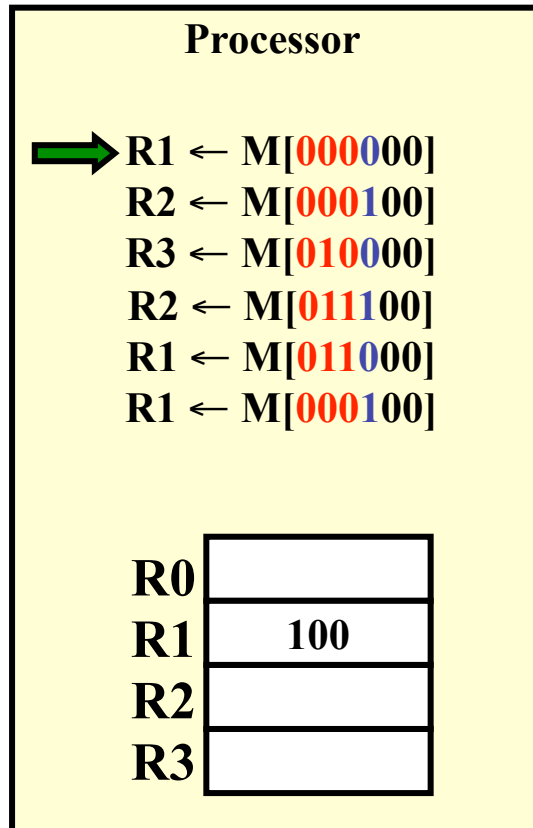 Processor
R1 ← M[000000]
R2 ← M[000100]
R3 ← M[010000]
R2 ← M[011100]
R1 ← M[011000]
R1 ← M[000100]
R0
R1 100
R2
R3